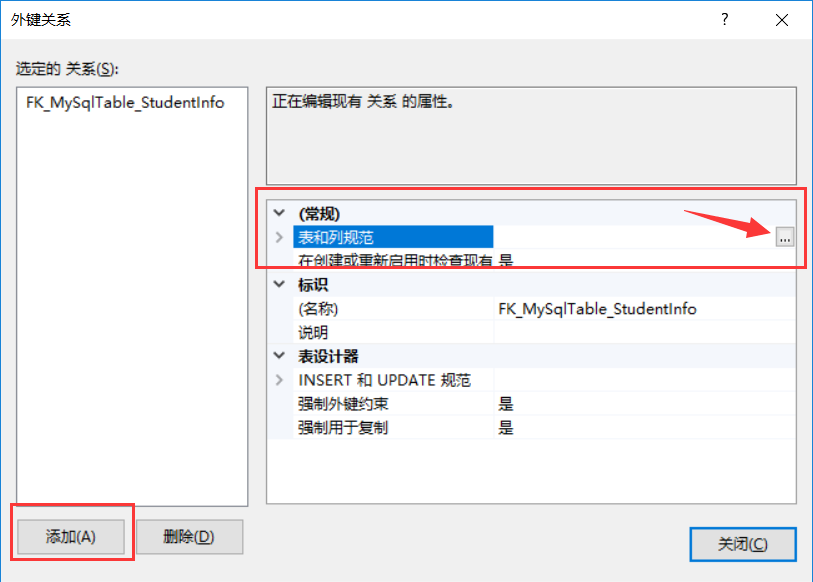 外键关系
?
选定的 关系(S):
FK_MySqlTable_StudentInfo
正在编辑现有 关系 的属性。
(常规)
表和列规范
...
在创建或重新启用时检查现有 是
标识
(名称) FK_MySqlTable_StudentInfo
说明
表设计器
INSERT 和 UPDATE 规范
强制外键约束 是
强制用于复制 是
添加(A)
删除(D)
关闭(C)